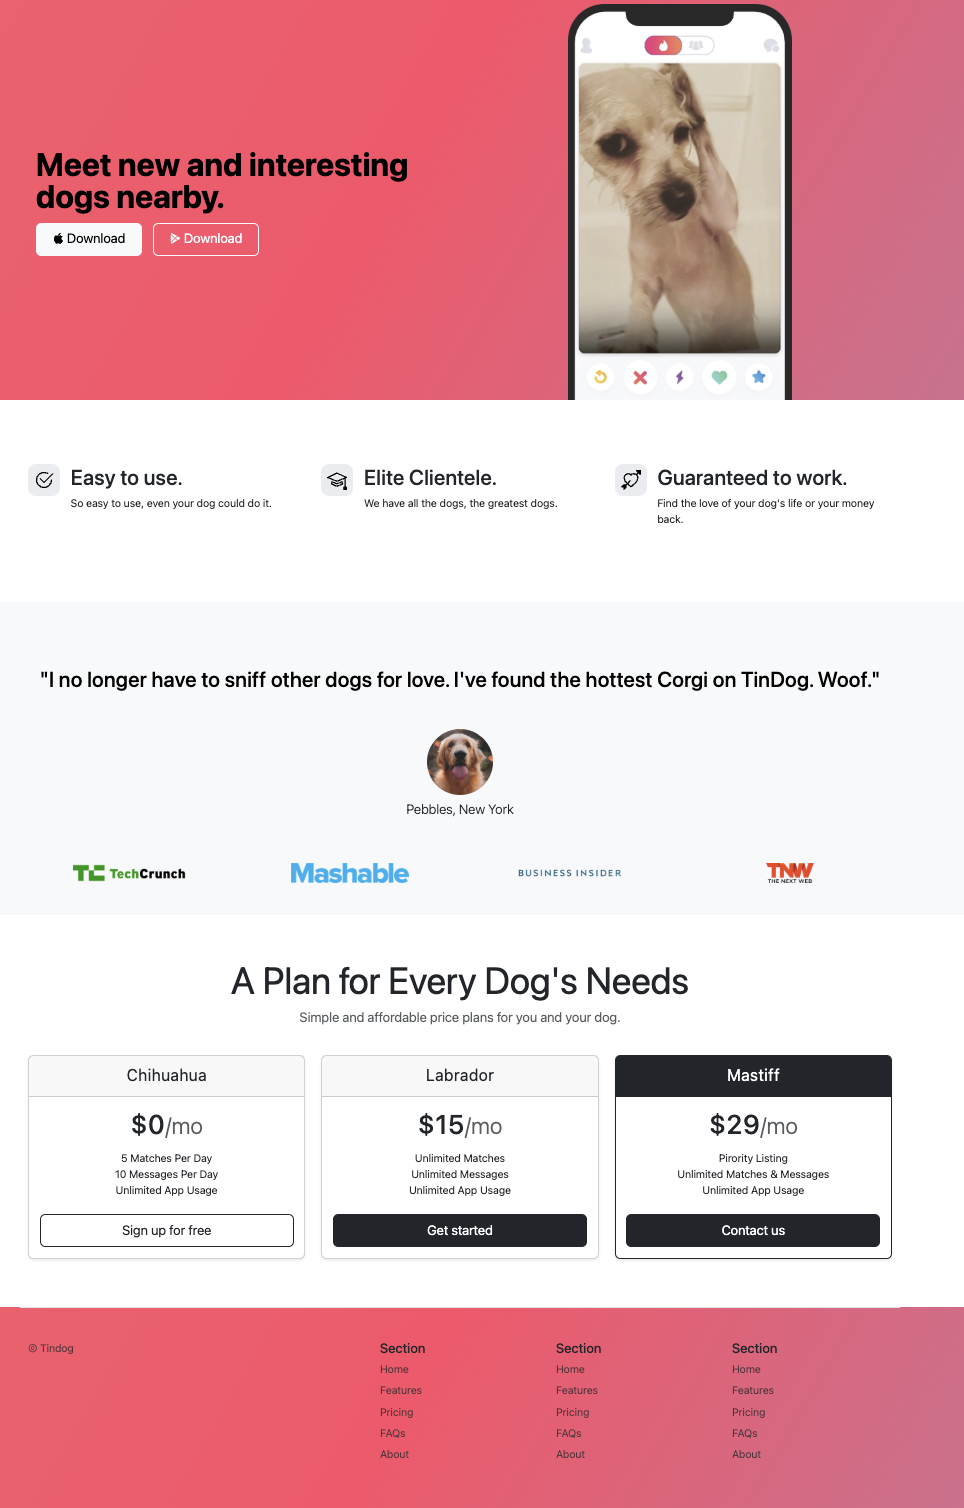 Meet new and interesting
dogs nearby.
Download
Download
Easy to use.
So easy to use, even your dog could do it.
Elite Clientele.
We have all the dogs, the greatest dogs.
Guaranteed to work.
Find the love of your dog's life or your money
back.
"I no longer have to sniff other dogs for love. I've found the hottest Corgi on TinDog. Woof."
Pebbles, New York
TC TechCrunch
Mashable
BUSINESS INSIDER
TNW
THE NEXT WEB
A Plan for Every Dog's Needs
Simple and affordable price plans for you and your dog.
Chihuahua
$0/mo
5 Matches Per Day
10 Messages Per Day
Unlimited App Usage
Sign up for free
Labrador
$15/mo
Unlimited Matches
Unlimited Messages
Unlimited App Usage
Get started
Mastiff
$29/mo
Pirority Listing
Unlimited Matches & Messages
Unlimited App Usage
Contact us
© Tindog
Section
Home
Features
Pricing
FAQs
About
Section
Home
Features
Pricing
FAQs
About
Section
Home
Features
Pricing
FAQs
About